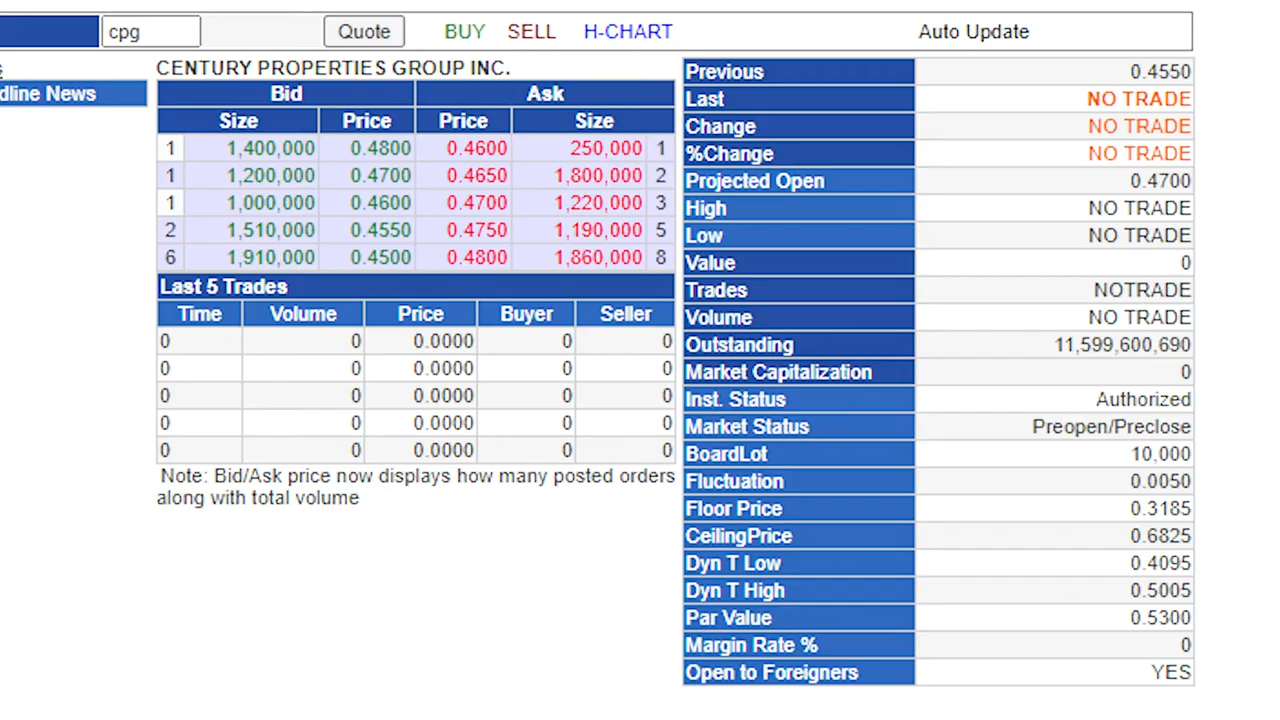 cpg Quote BUY SELL H-CHART Auto Update
dline News
CENTURY PROPERTIES GROUP INC.
Bid Ask
Size Price Price Size
1 1,400,000 0.4800 0.4600 250,000 1
1 1,200,000 0.4700 0.4650 1,800,000 2
1 1,000,000 0.4600 0.4700 1,220,000 3
2 1,510,000 0.4550 0.4750 1,190,000 5
6 1,910,000 0.4500 0.4800 1,860,000 8
Last 5 Trades
Time Volume Price Buyer Seller
0 0 0.0000 0 0
0 0 0.0000 0 0
0 0 0.0000 0 0
0 0 0.0000 0 0
0 0 0.0000 0 0
Note: Bid/Ask price now displays how many posted orders
along with total volume
Previous 0.4550
Last NO TRADE
Change NO TRADE
%Change NO TRADE
Projected Open 0.4700
High NO TRADE
Low NO TRADE
Value 0
Trades NOTRADE
Volume NO TRADE
Outstanding 11,599,600,690
Market Capitalization 0
Inst. Status Authorized
Market Status Preopen/Preclose
BoardLot 10,000
Fluctuation 0.0050
Floor Price 0.3185
CeilingPrice 0.6825
Dyn T Low 0.4095
Dyn T High 0.5005
Par Value 0.5300
Margin Rate % 0
Open to Foreigners YES